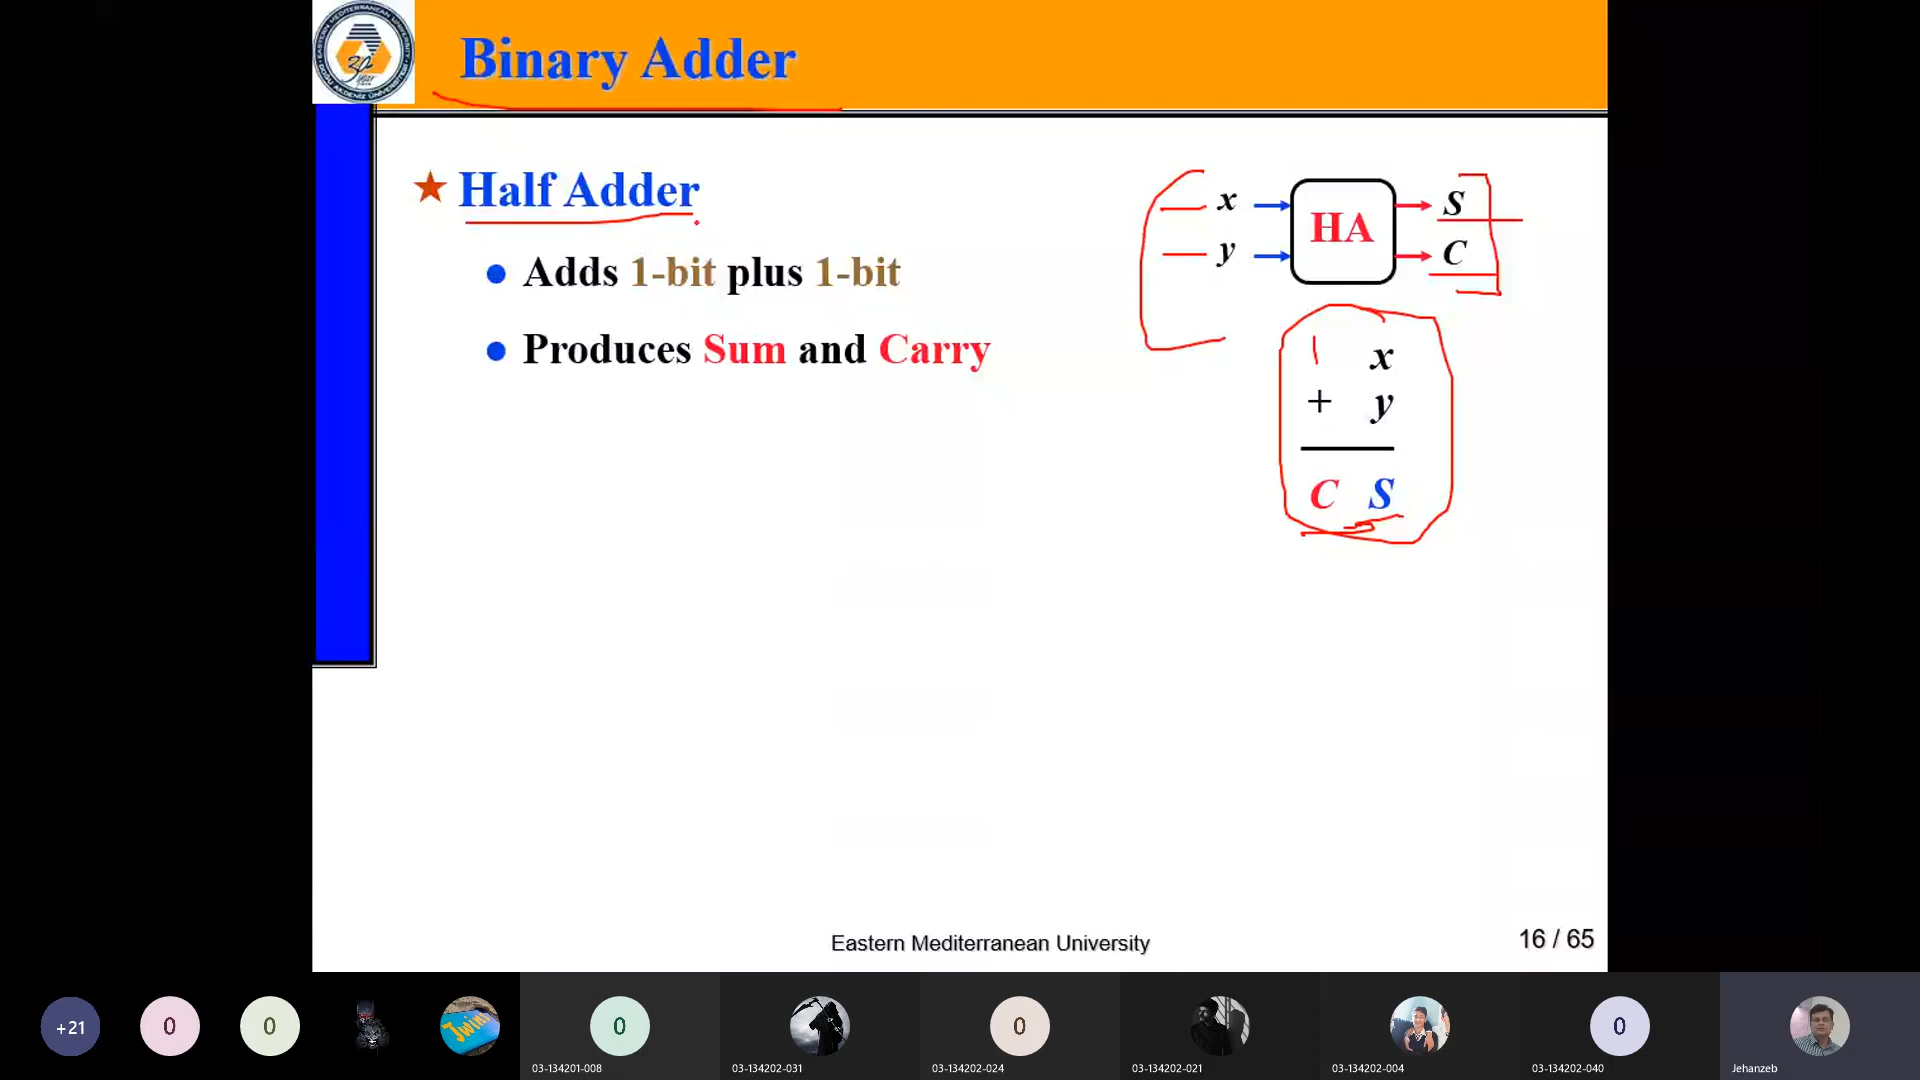 Binary Adder
Half Adder
Adds 1-bit plus 1-bit
Produces Sum and Carry
x
y
HA
S
C
1 x
+ y
C S
Eastern Mediterranean University
16 / 65
+21
0
0
Twins
0
0
0
03-134201-008
03-134202-031
03-134202-024
03-134202-021
03-134202-004
03-134202-040
Jehanzeb